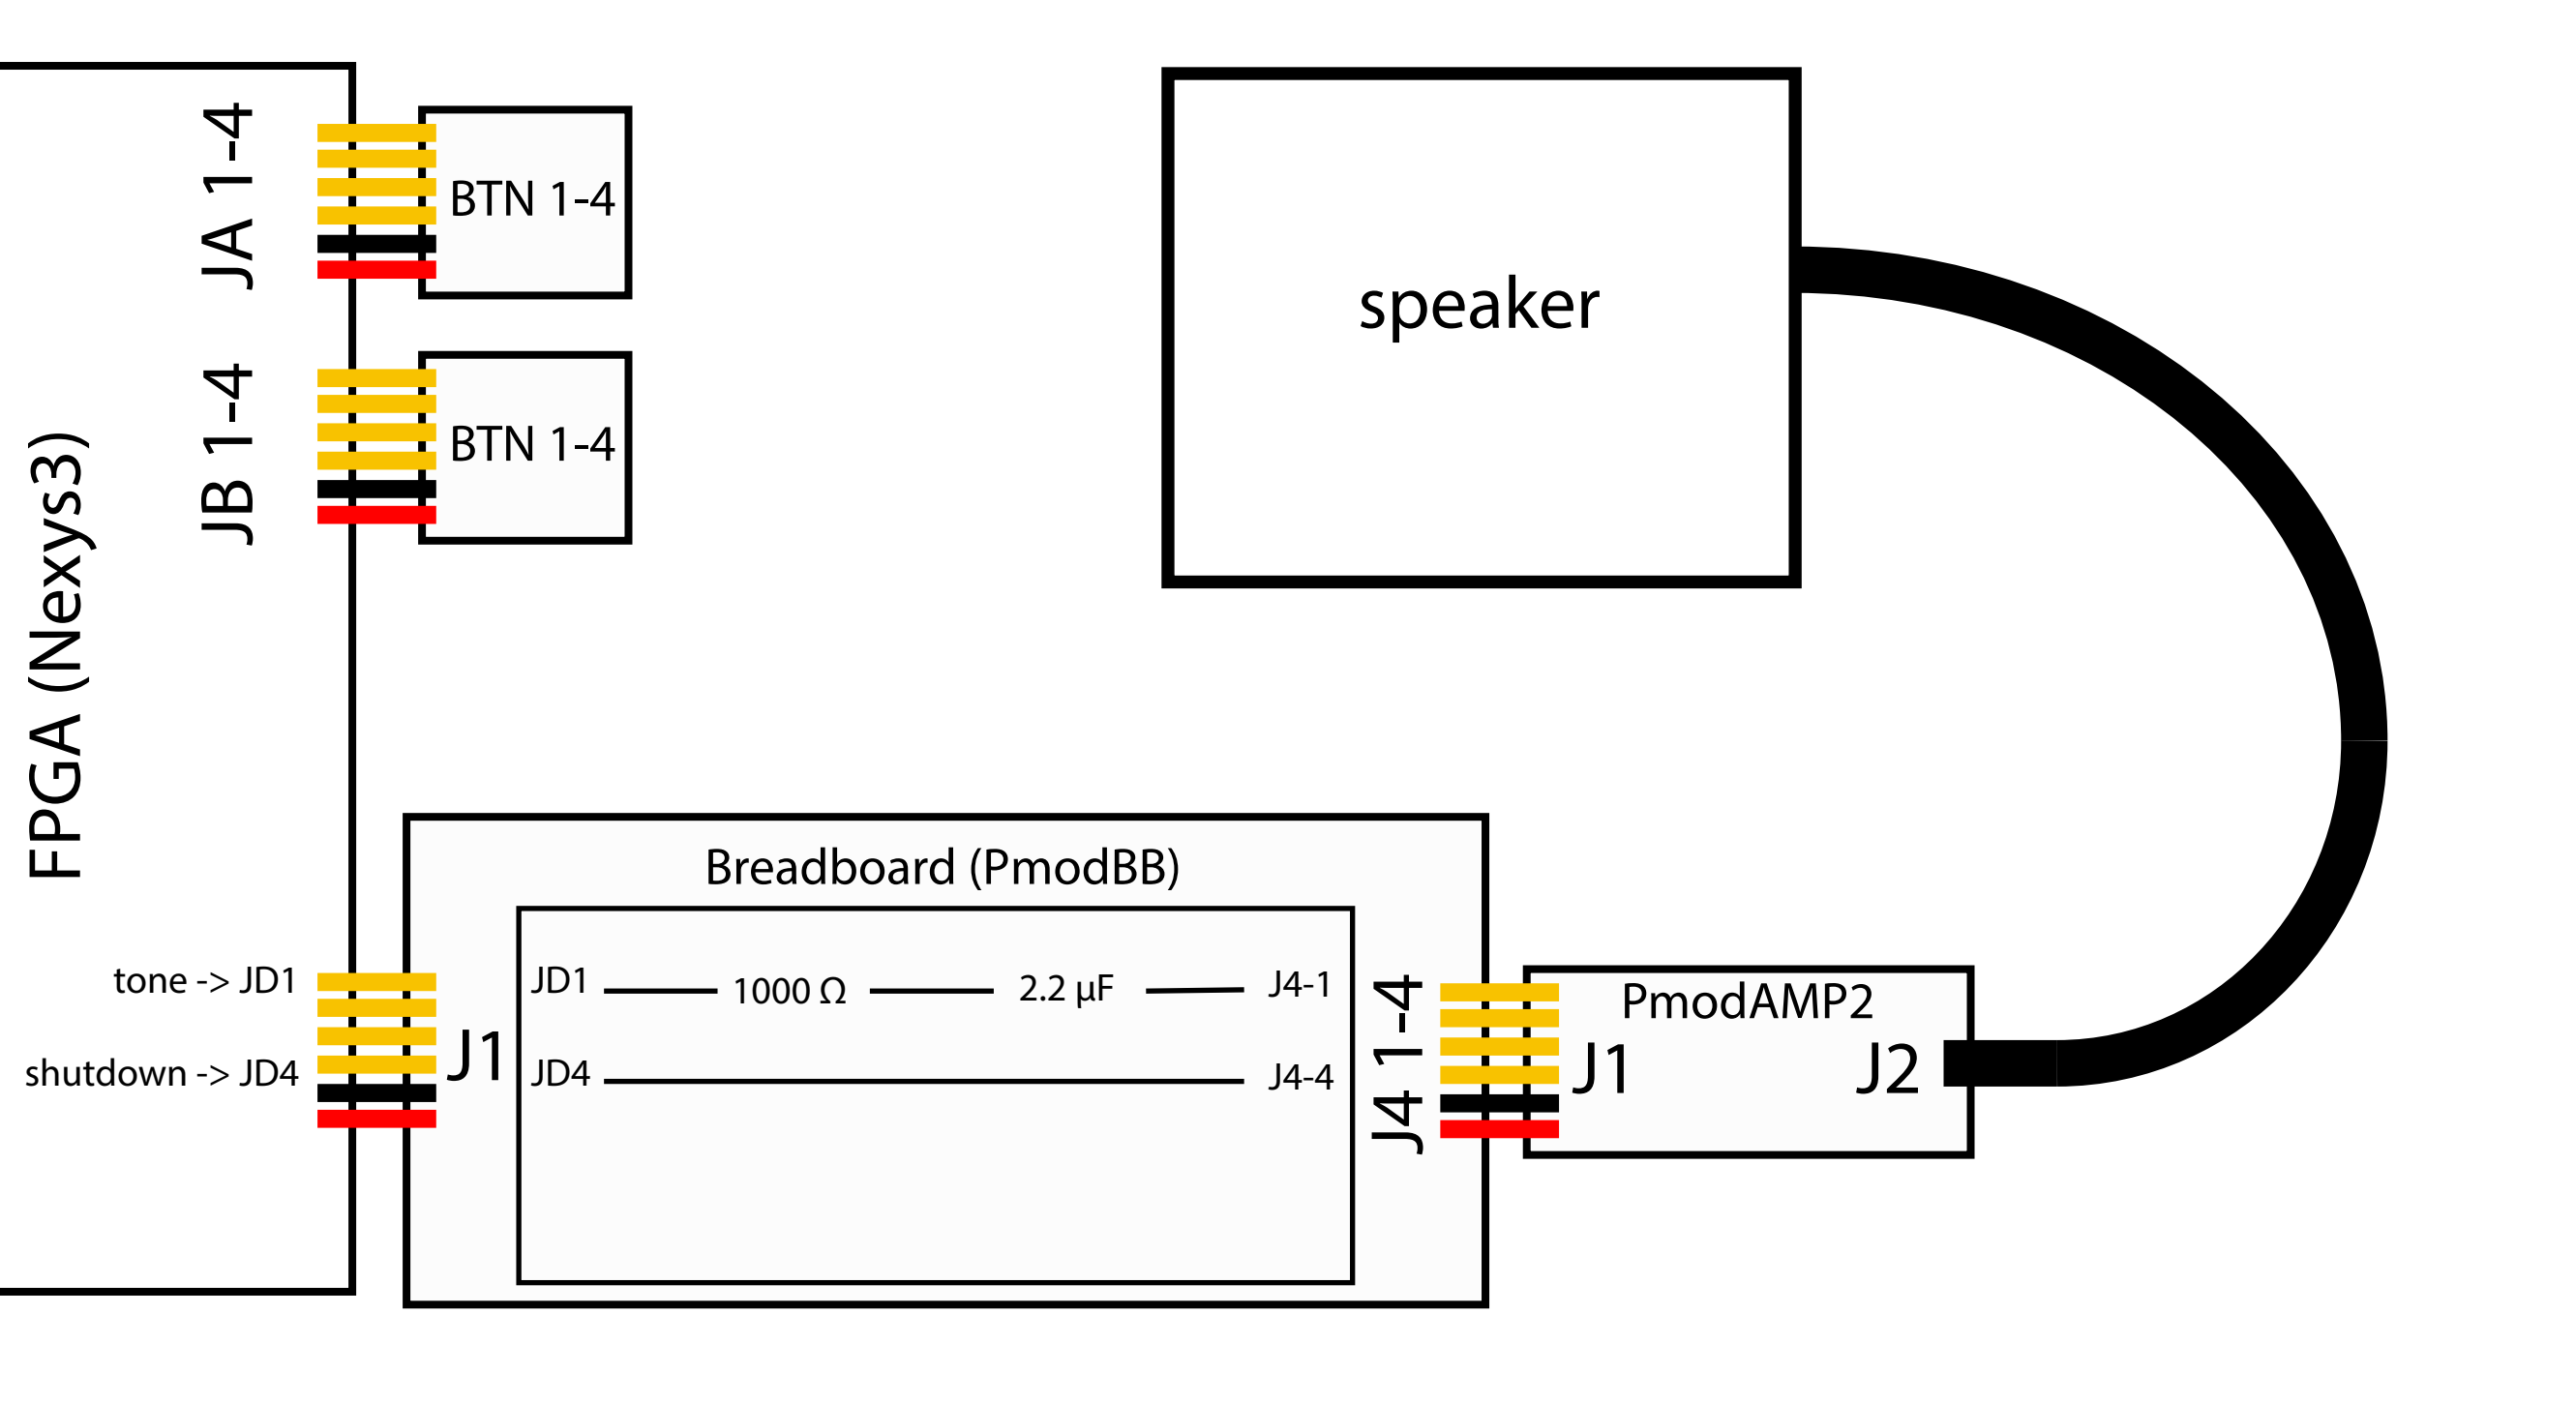 JA 1-4
BTN 1-4
JB 1-4
BTN 1-4
FPGA (Nexys3)
speaker
Breadboard (PmodBB)
tone -> JD1
shutdown -> JD4
J1
JD1
1000 Ω
2.2 µF
J4-1
JD4
J4-4
J4 1-4
PmodAMP2
J1
J2